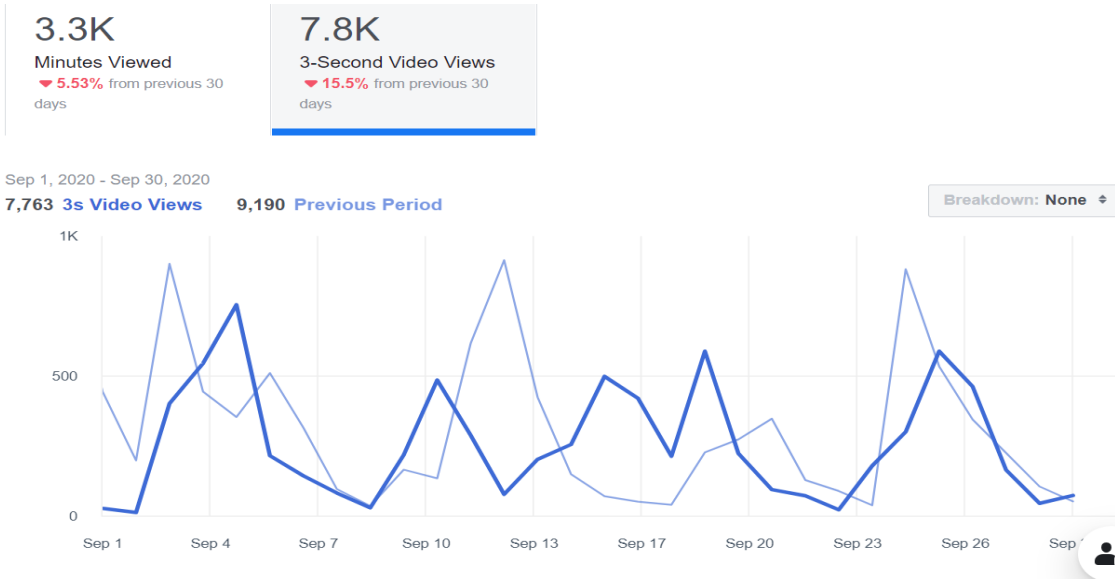 3.3K
Minutes Viewed
5.53% from previous 30
days
7.8K
3-Second Video Views
15.5% from previous 30
days
Sep 1, 2020 - Sep 30, 2020
7,763 3s Video Views 9,190 Previous Period
Breakdown: None
1K
500
0
Sep 1 Sep 4 Sep 7 Sep 10 Sep 13 Sep 17 Sep 20 Sep 23 Sep 26 Sep